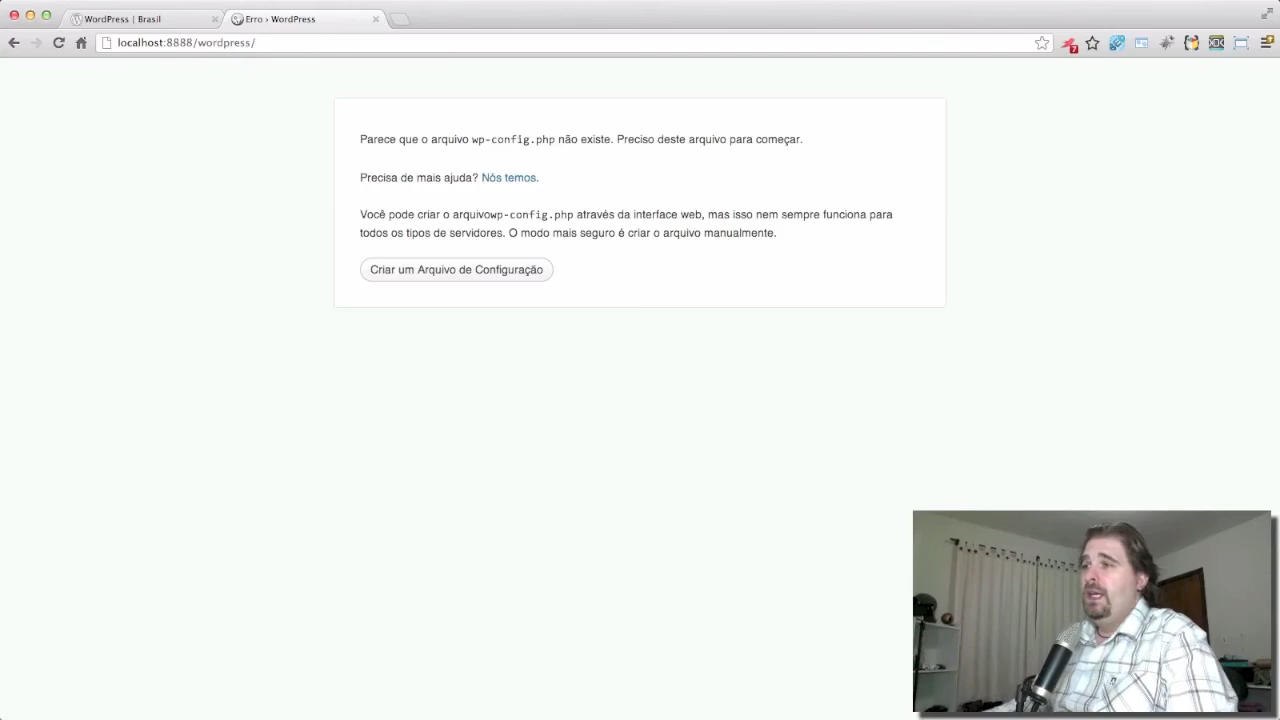 WordPress | Brasil
Erro › WordPress
localhost:8888/wordpress/
7
Parece que o arquivo wp-config.php não existe. Preciso deste arquivo para começar.
Precisa de mais ajuda? Nós temos.
Você pode criar o arquivowp-config.php através da interface web, mas isso nem sempre funciona para
todos os tipos de servidores. O modo mais seguro é criar o arquivo manualmente.
Criar um Arquivo de Configuração